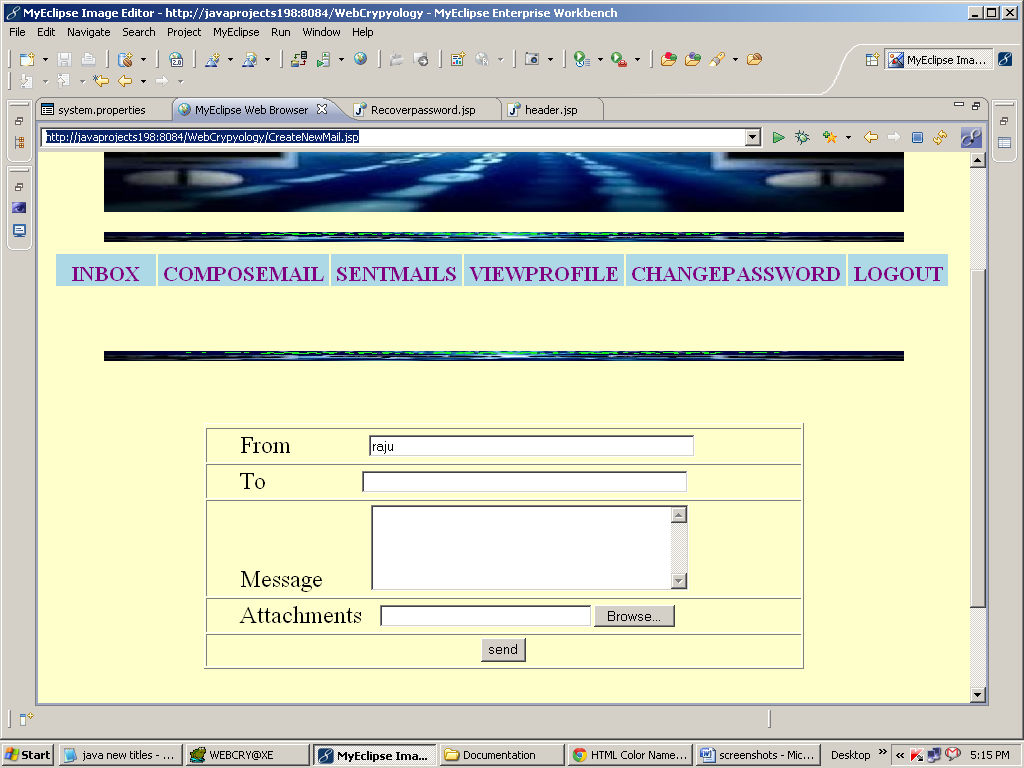 MyEclipse Image Editor - http://javaprojects198:8084/WebCrypyology - MyEclipse Enterprise Workbench
File Edit Navigate Search Project MyEclipse Run Window Help
MyEclipse Ima...
system.properties MyEclipse Web Browser Recoverpassword.jsp header.jsp
http://javaprojects198:8084/WebCrypyology/CreateNewMail.jsp
INBOX COMPOSEMAIL SENTMAILS VIEWPROFILE CHANGEPASSWORD LOGOUT
From raju
To
Message
Attachments Browse...
send
Start java new titles - ... WEBCRY@XE MyEclipse Ima... Documentation HTML Color Name... screenshots - Mic... Desktop » « 5:15 PM